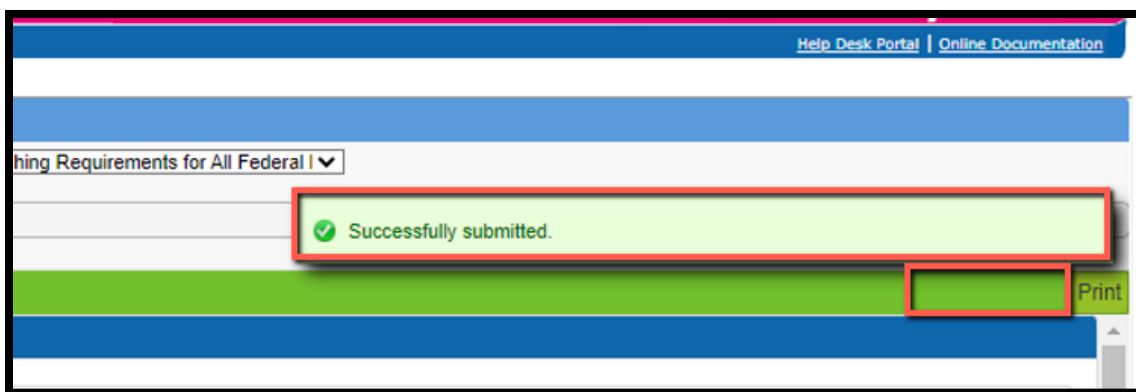 Help Desk Portal | Online Documentation
hing Requirements for All Federal
Successfully submitted.
Print